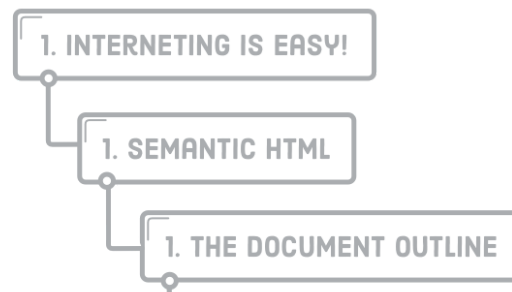 1. INTERNETING IS EASY!
1. SEMANTIC HTML
1. THE DOCUMENT OUTLINE